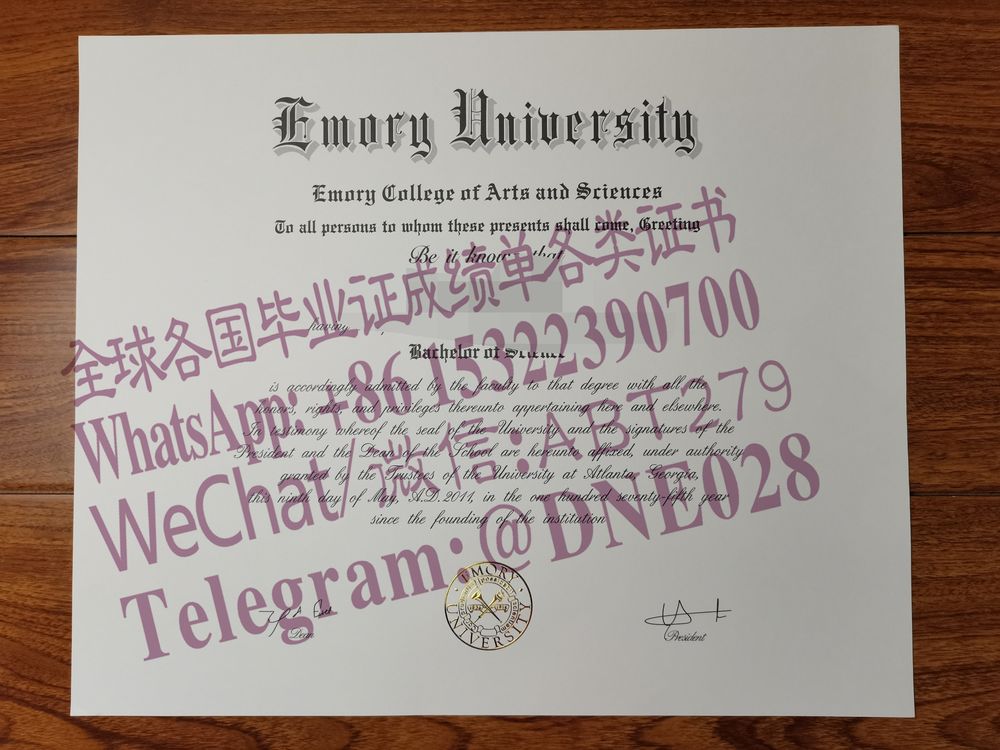 Emory University
Emory College of Arts and Sciences
To all persons to whom these presents shall come, Greeting
Be it known that
having
Bachelor of Science
is accordingly admitted by the faculty to that degree with all the
honors, rights, and privileges thereunto appertaining here and elsewhere.
In testimony whereof the seal of the University and the signatures of the
President and the Dean of the School are hereunto affixed, under authority
granted by the Trustees of the University at Atlanta, Georgia,
this ninth day of May, A.D. 2011, in the one hundred seventy-fifth year
since the founding of the institution
全球各国毕业证成绩单各类证书
WhatsApp: +86 15322390700
WeChat/微信:ABT279
Telegram: @DNE028
EMORY
UNIVERSITY
Dean
President